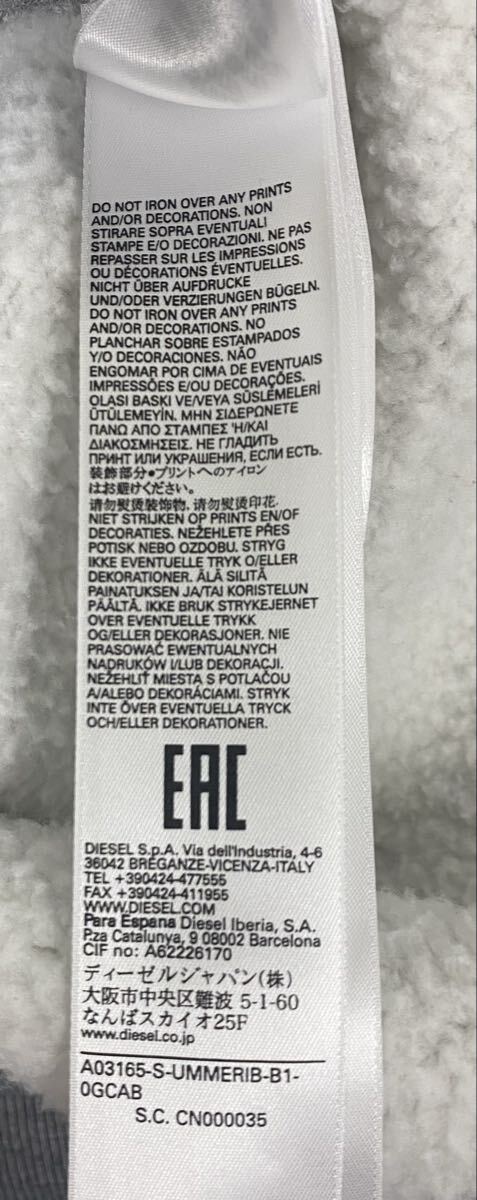 DO NOT IRON OVER ANY PRINTS
AND/OR DECORATIONS. NON
STIRARE SOPRA EVENTUALI
STAMPE E/O DECORAZIONI. NE PAS
REPASSER SUR LES IMPRESSIONS
OU DÉCORATIONS ÉVENTUELLES.
NICHT ÜBER AUFDRUCKE
UND/ODER VERZIERUNGEN BÜGELN.
DO NOT IRON OVER ANY PRINTS
AND/OR DECORATIONS. NO
PLANCHAR SOBRE ESTAMPADOS
Y/O DECORACIONES. NÃO
ENGOMAR POR CIMA DE EVENTUAIS
IMPRESSÕES E/OU DECORAÇÕES.
OLASI BASKI VE/VEYA SÜSLEMELERİ
ÜTÜLEMEYİN. ΜΗΝ ΣΙΔΕΡΩΝΕΤΕ
ΠΑΝΩ ΑΠΟ ΣΤΑΜΠΕΣ Ή/ΚΑΙ
ΔΙΑΚΟΣΜΗΣΕΙΣ. НЕ ГЛАДИТЬ
ПРИНТ ИЛИ УКРАШЕНИЯ, ЕСЛИ ЕСТЬ.
装飾部分●プリントへのアイロン
はお避けください。
请勿熨烫装饰物, 请勿熨烫印花.
NIET STRIJKEN OP PRINTS EN/OF
DECORATIES. NEŽEHLETE PŘES
POTISK NEBO OZDOBU. STRYG
IKKE EVENTUELLE TRYK O/ELLER
DEKORATIONER. ÄLÄ SILITÄ
PAINATUKSEN JA/TAI KORISTELUN
PÄÄLTÄ. IKKE BRUK STRYKEJERNET
OVER EVENTUELLE TRYKK
OG/ELLER DEKORASJONER. NIE
PRASOWAĆ EWENTUALNYCH
NADRUKÓW I/LUB DEKORACJI.
NEŽEHLIŤ MIESTA S POTLAČOU
A/ALEBO DEKORÁCIAMI. STRYK
INTE ÖVER EVENTUELLA TRYCK
OCH/ELLER DEKORATIONER.
EAC
DIESEL S.p.A. Via dell'Industria, 4-6
36042 BREGANZE-VICENZA-ITALY
TEL +390424-477555
FAX +390424-411955
WWW.DIESEL.COM
Para Espana Diesel Iberia, S.A.
P.za Catalunya, 9 08002 Barcelona
CIF no: A62226170
ディーゼルジャパン(株)
大阪市中央区難波 5-1-60
なんばスカイオ25F
www.diesel.co.jp
A03165-S-UMMERIB-B1-
0GCAB
S.C. CN000035